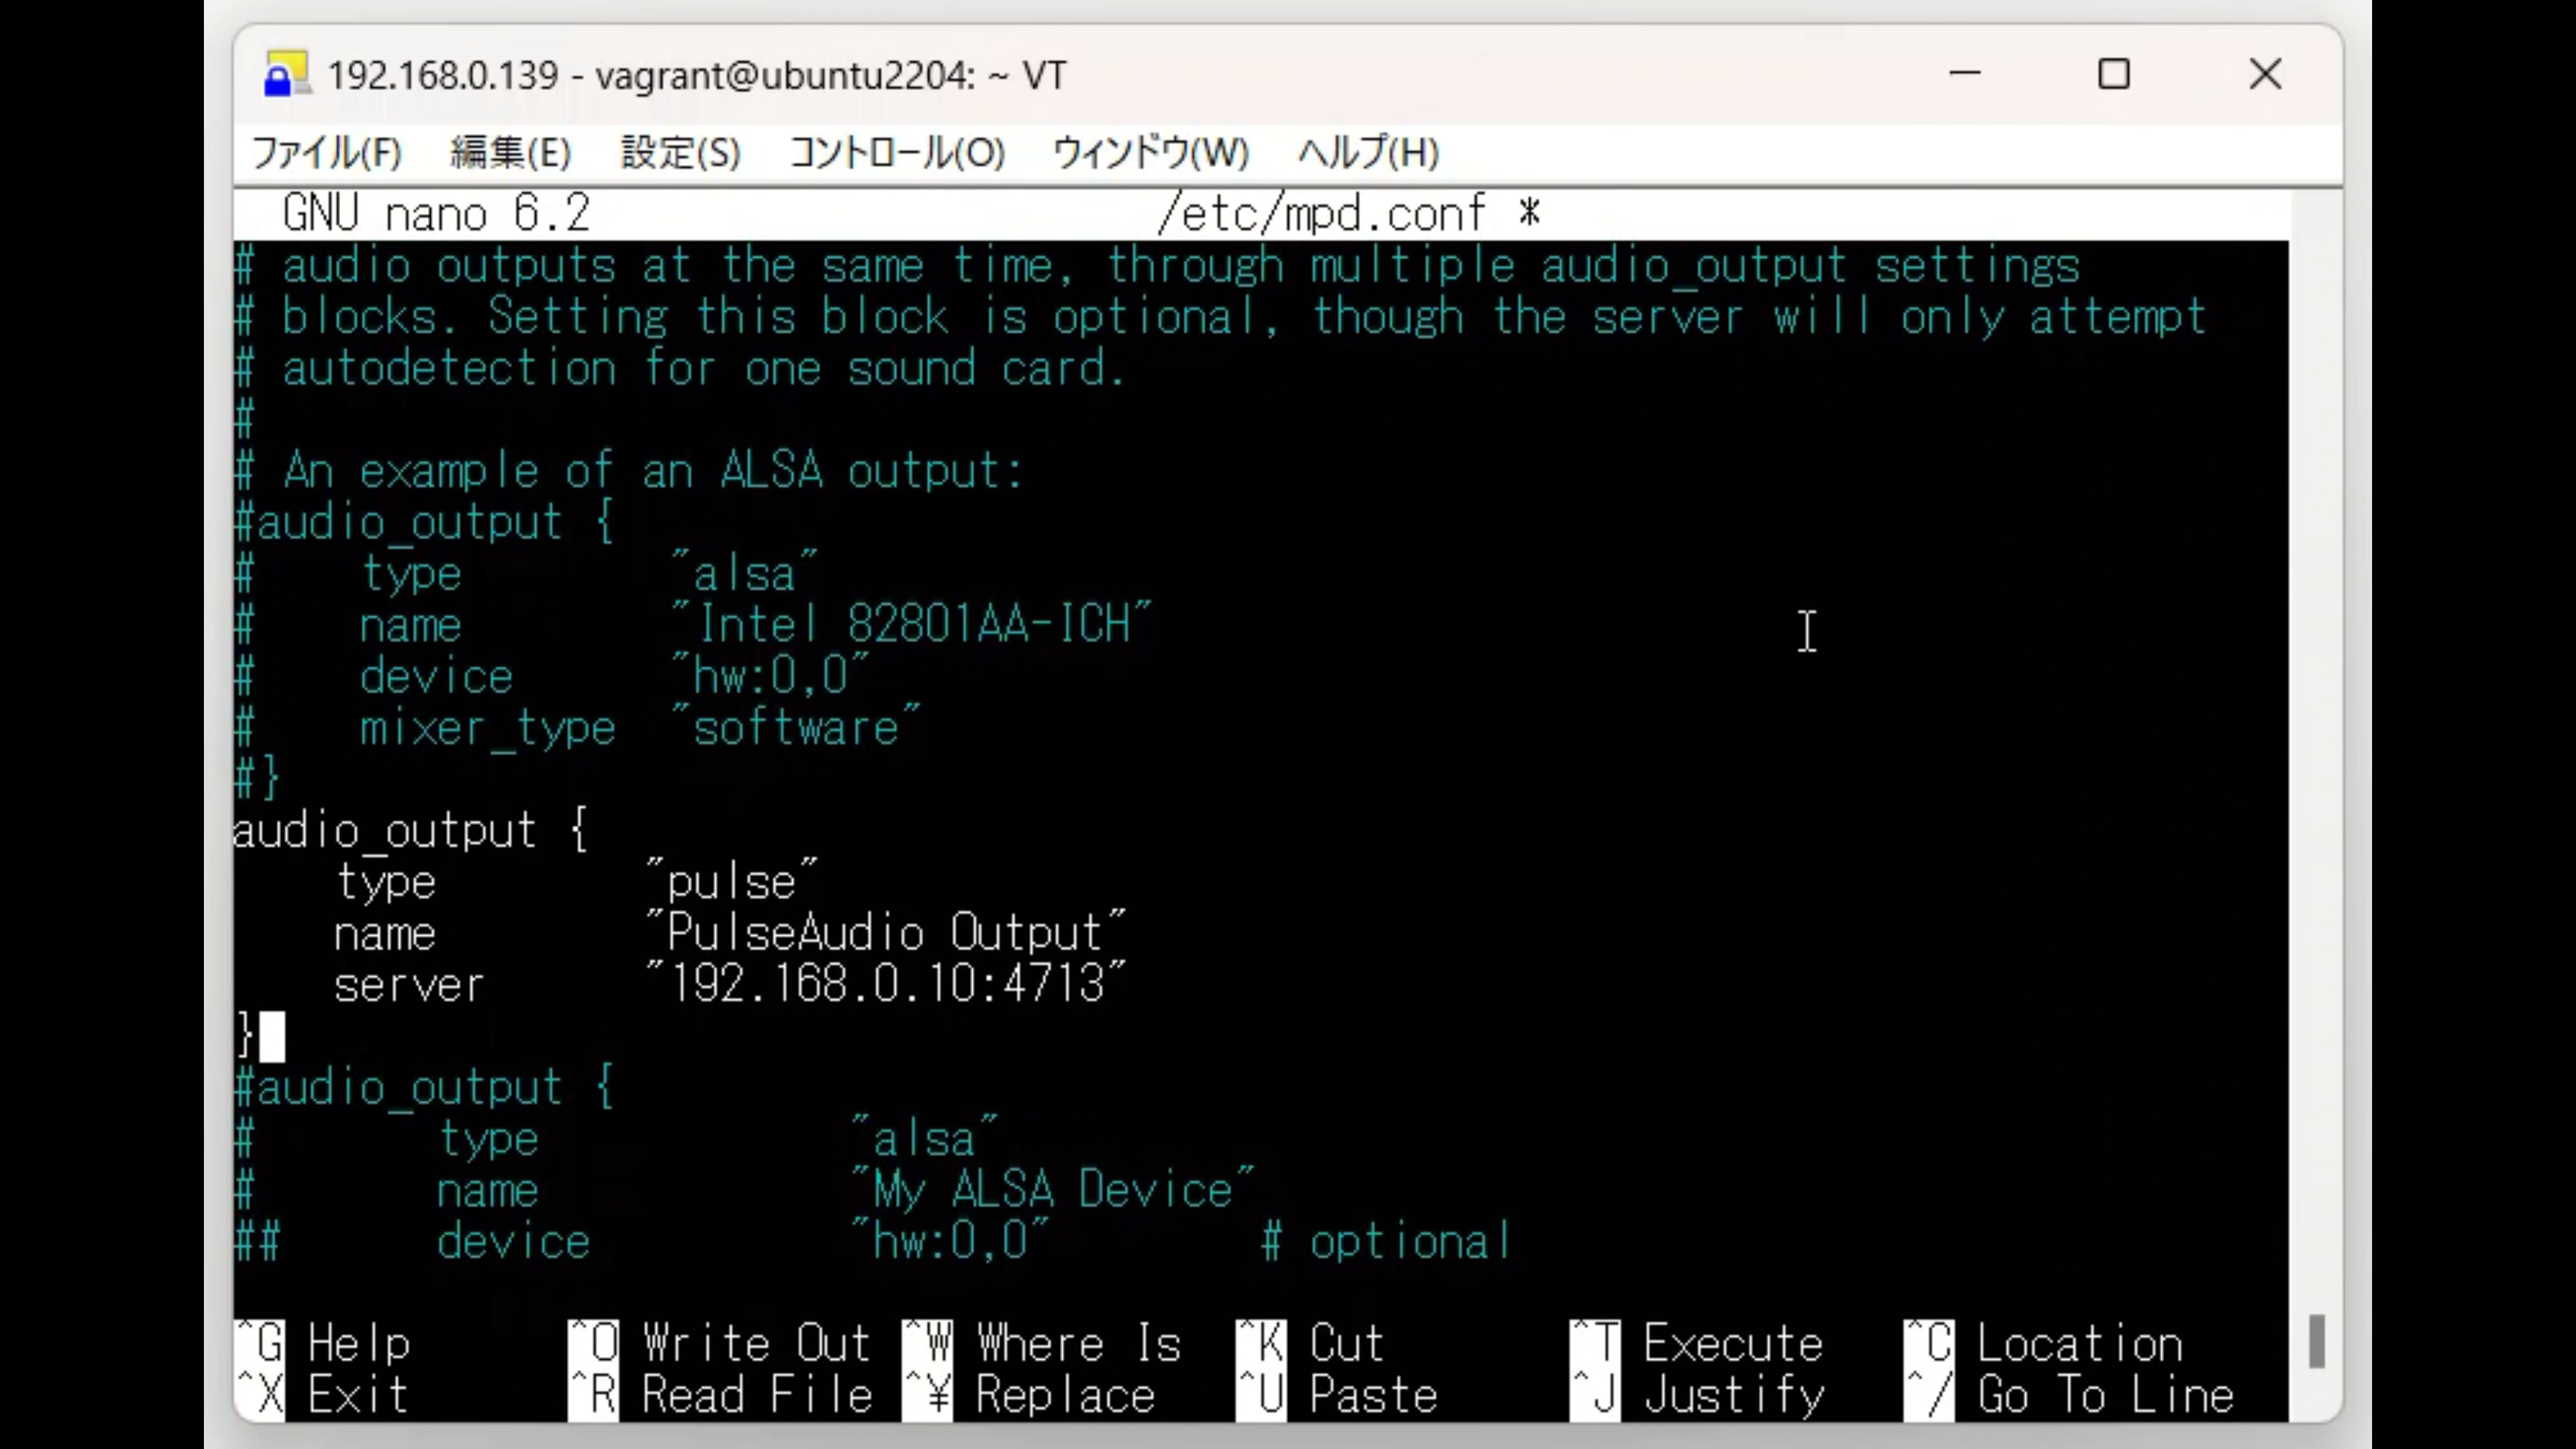 192.168.0.139 - vagrant@ubuntu2204: ~ VT
ファイル(F) 編集(E) 設定(S) コントロール(O) ウィンドウ(W) ヘルプ(H)
GNU nano 6.2 /etc/mpd.conf *
# audio outputs at the same time, through multiple audio_output settings
# blocks. Setting this block is optional, though the server will only attempt
# autodetection for one sound card.
#
# An example of an ALSA output:
#audio_output {
#    type        "alsa"
#    name        "Intel 82801AA-ICH"
#    device      "hw:0,0"
#    mixer_type  "software"
#}
audio_output {
    type        "pulse"
    name        "PulseAudio Output"
    server      "192.168.0.10:4713"
}
#audio_output {
#       type            "alsa"
#       name            "My ALSA Device"
##      device          "hw:0,0"        # optional
^G Help ^O Write Out ^W Where Is ^K Cut ^T Execute ^C Location
^X Exit ^R Read File ^¥ Replace ^U Paste ^J Justify ^/ Go To Line